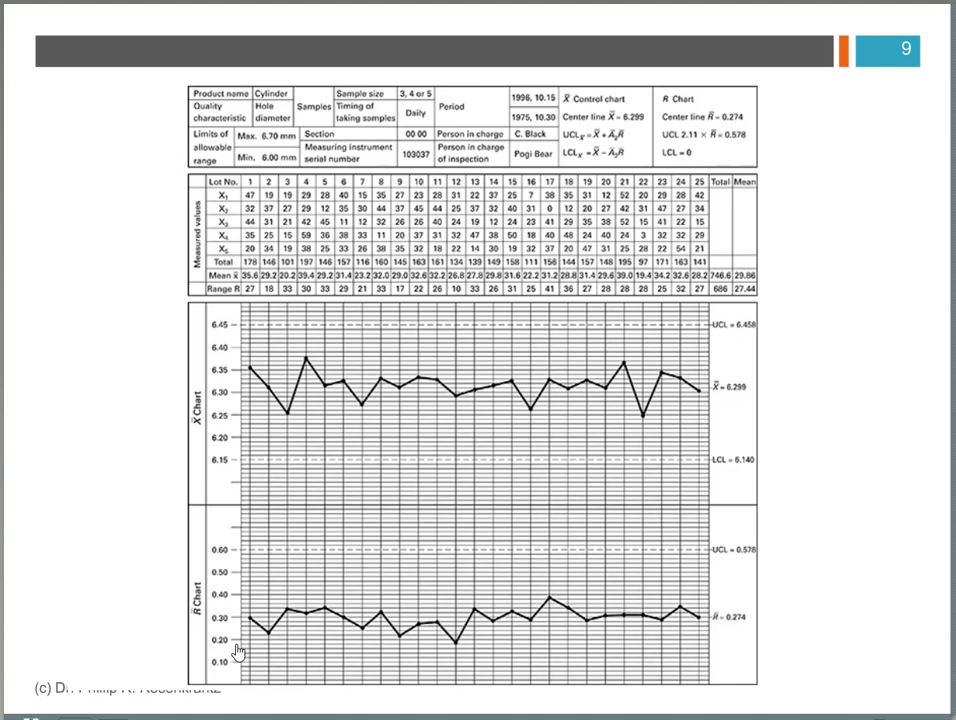 9
Product name Cylinder Sample size 3, 4 or 5 1996, 10.15 X̄ Control chart R Chart
Quality characteristic Hole diameter Samples Timing of taking samples Daily Period 1975, 10.30 Center line X̿ = 6.299 Center line R̄ = 0.274
Limits of allowable range Max. 6.70 mm Section 00 00 Person in charge C. Black UCLx̄ = X̿ + A₂R̄ UCL 2.11 × R̄ = 0.578
Min. 6.00 mm Measuring instrument serial number 103037 Person in charge of inspection Pogi Bear LCLx̄ = X̿ − A₂R̄ LCL = 0
Lot No. 1 2 3 4 5 6 7 8 9 10 11 12 13 14 15 16 17 18 19 20 21 22 23 24 25 Total Mean
Measured values
X₁ 47 19 19 29 28 40 15 35 27 23 28 31 22 37 25 7 38 35 31 12 52 20 29 28 42
X₂ 32 37 27 29 12 35 30 44 37 45 44 25 37 32 40 31 0 12 20 27 42 31 47 27 34
X₃ 44 31 21 42 45 11 12 32 26 26 40 24 19 12 24 23 41 29 35 38 52 15 41 22 15
X₄ 35 25 15 59 36 38 33 11 20 37 31 32 47 38 50 18 40 48 24 40 24 3 32 32 29
X₅ 20 34 19 38 25 33 26 38 35 32 18 22 14 30 19 32 37 20 47 31 25 28 22 54 21
Total 178 146 101 197 146 157 116 160 145 163 161 134 139 149 158 111 156 144 157 148 195 97 171 163 141
Mean x̄ 35.6 29.2 20.2 39.4 29.2 31.4 23.2 32.0 29.0 32.6 32.2 26.8 27.8 29.8 31.6 22.2 31.2 28.8 31.4 29.6 39.0 19.4 34.2 32.6 28.2 746.6 29.86
Range R 27 18 33 30 33 29 21 33 17 22 26 10 33 26 31 25 41 36 27 28 28 28 25 32 27 686 27.44
X̄ Chart
6.45 UCL = 6.458
6.40
6.35
6.30 X̿ = 6.299
6.25
6.20
6.15 LCL = 6.140
R̄ Chart
0.60 UCL = 0.578
0.50
0.40
0.30 R̄ = 0.274
0.20
0.10
(c)